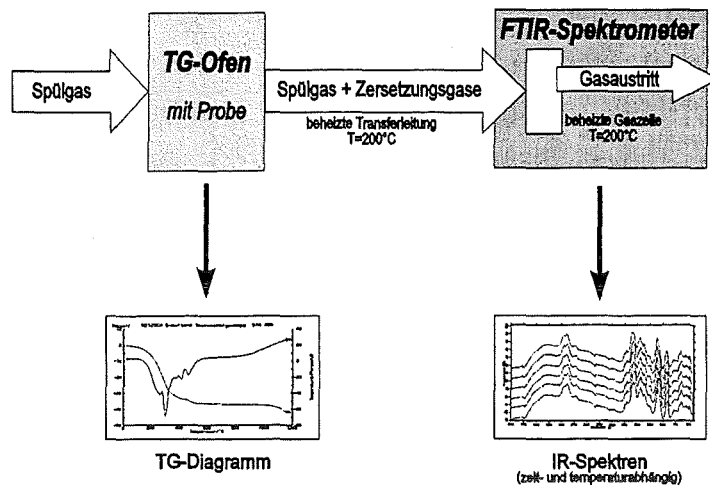 Spülgas
TG-Ofen
mit Probe
Spülgas + Zersetzungsgase
beheizte Transferleitung
T=200°C
FTIR-Spektrometer
Gasaustritt
beheizte Gaszelle
T=200°C
TG-Diagramm
IR-Spektren
(zeit- und temperaturabhängig)